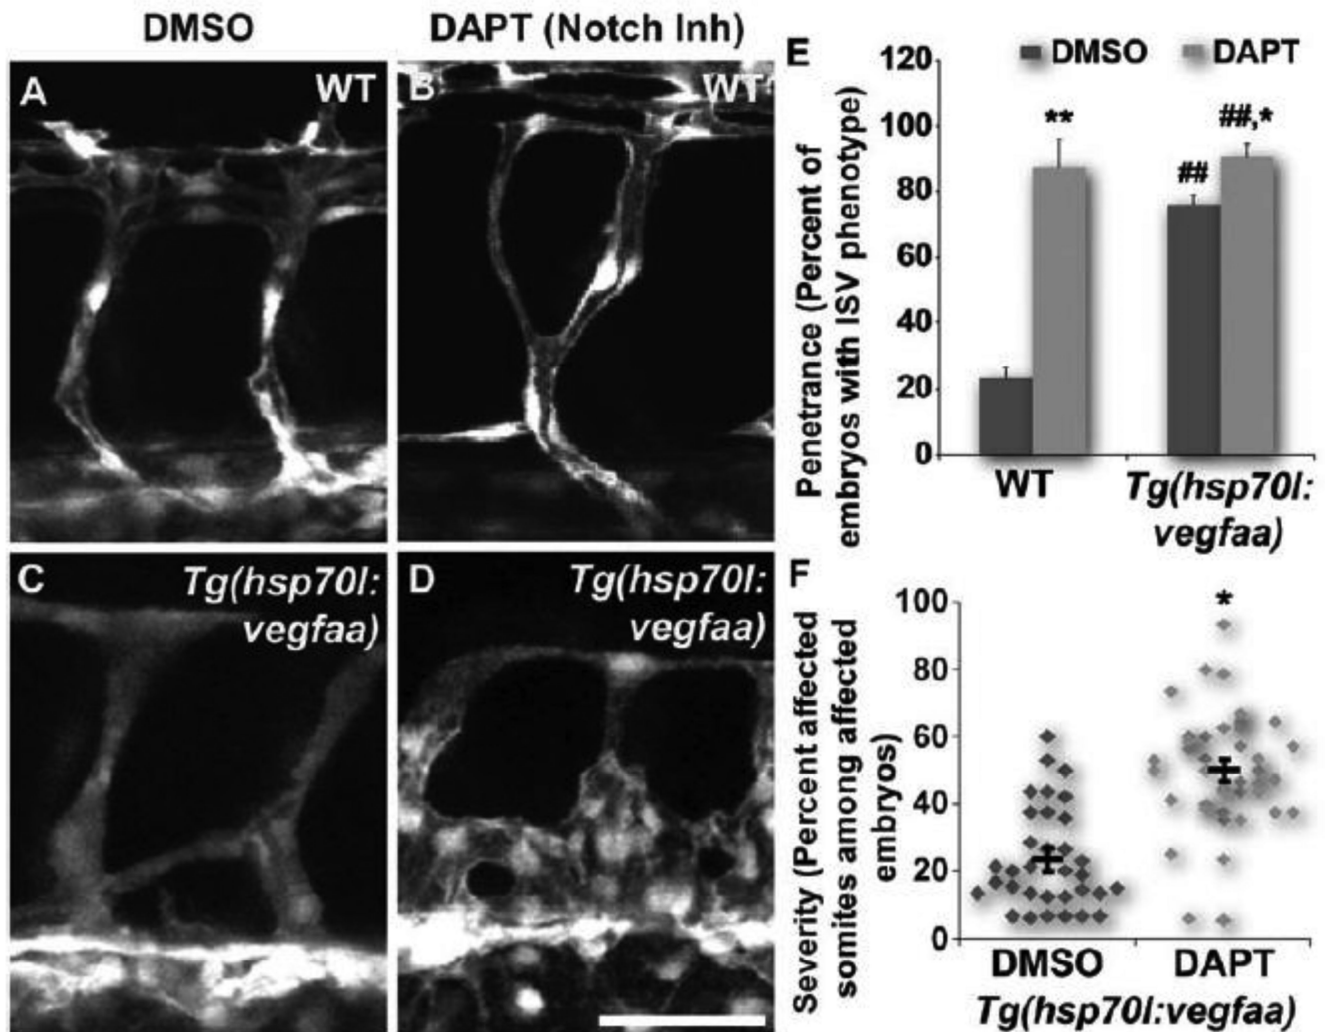 DMSO
DAPT (Notch Inh)
A
WT
B
WT
C
Tg(hsp70l:
vegfaa)
D
Tg(hsp70l:
vegfaa)
E
DMSO
DAPT
Penetrance (Percent of
embryos with ISV phenotype)
120
100
80
60
40
20
0
**
##
##,*
WT
Tg(hsp70l:
vegfaa)
F
Severity (Percent affected
somites among affected
embryos)
100
80
60
40
20
0
*
DMSO
DAPT
Tg(hsp70l:vegfaa)